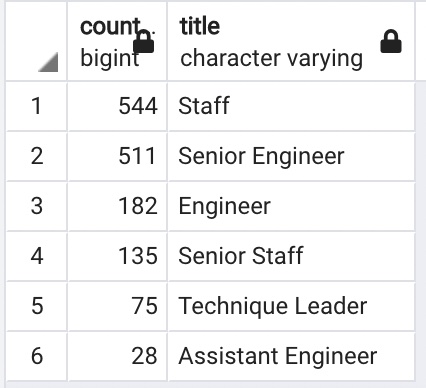 count.. title
bigint character varying
1 544 Staff
2 511 Senior Engineer
3 182 Engineer
4 135 Senior Staff
5 75 Technique Leader
6 28 Assistant Engineer